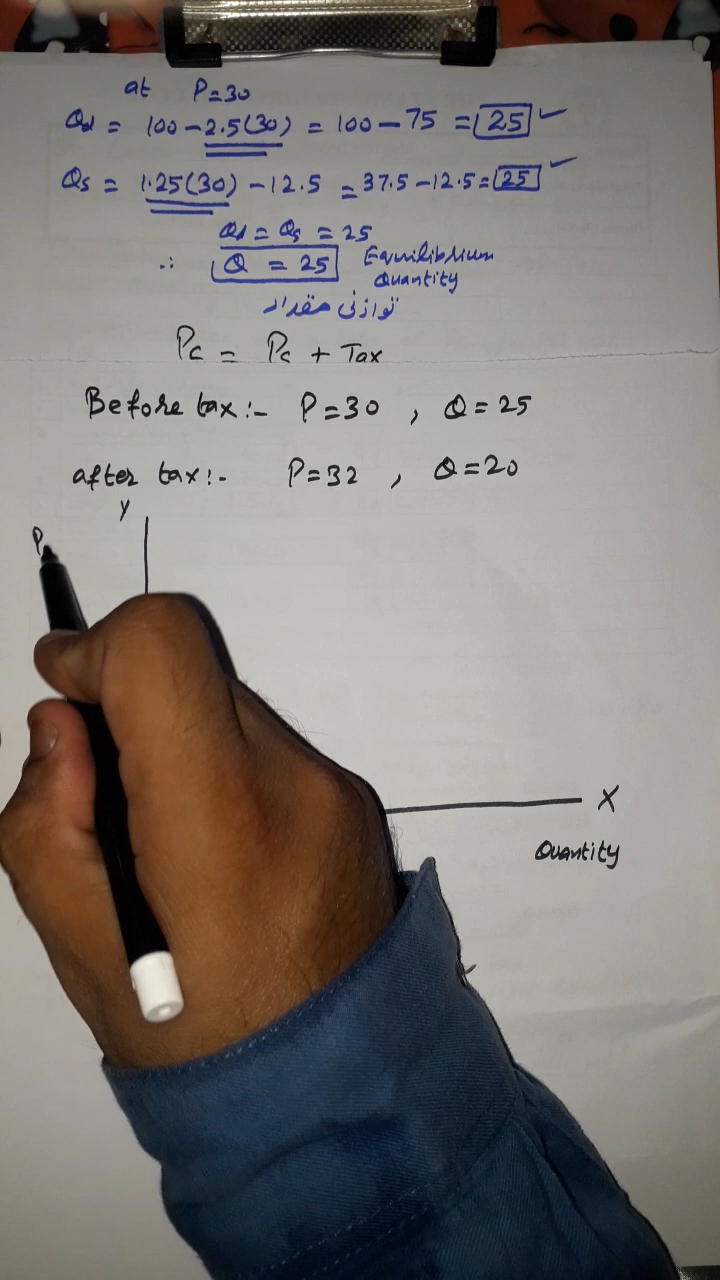 at P=30
Qd = 100-2.5(30) = 100-75 = 25 ✓
Qs = 1.25(30) - 12.5 = 37.5-12.5 = 25 ✓
Qd = Qs = 25
∴ Q = 25 Equilibrium Quantity
توازنی مقدار
Pc = Pc + Tax
Before tax:- P=30 , Q=25
after tax:- P=32 , Q=20
Y
P
X
Quantity